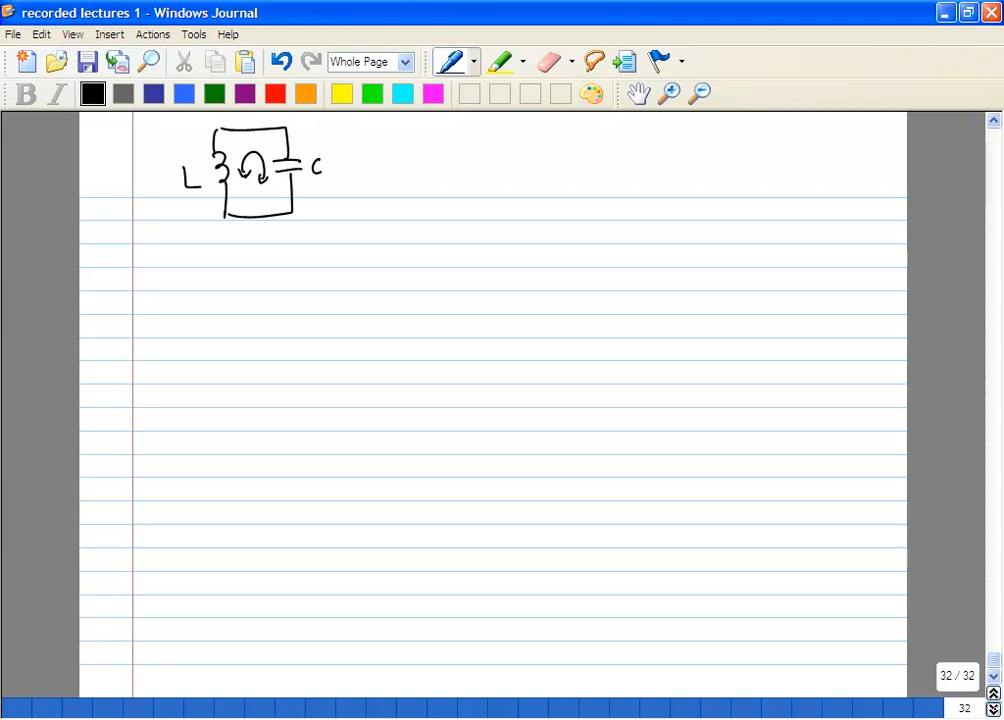 recorded lectures 1 - Windows Journal
File Edit View Insert Actions Tools Help
Whole Page
B I
L C
32 / 32
32